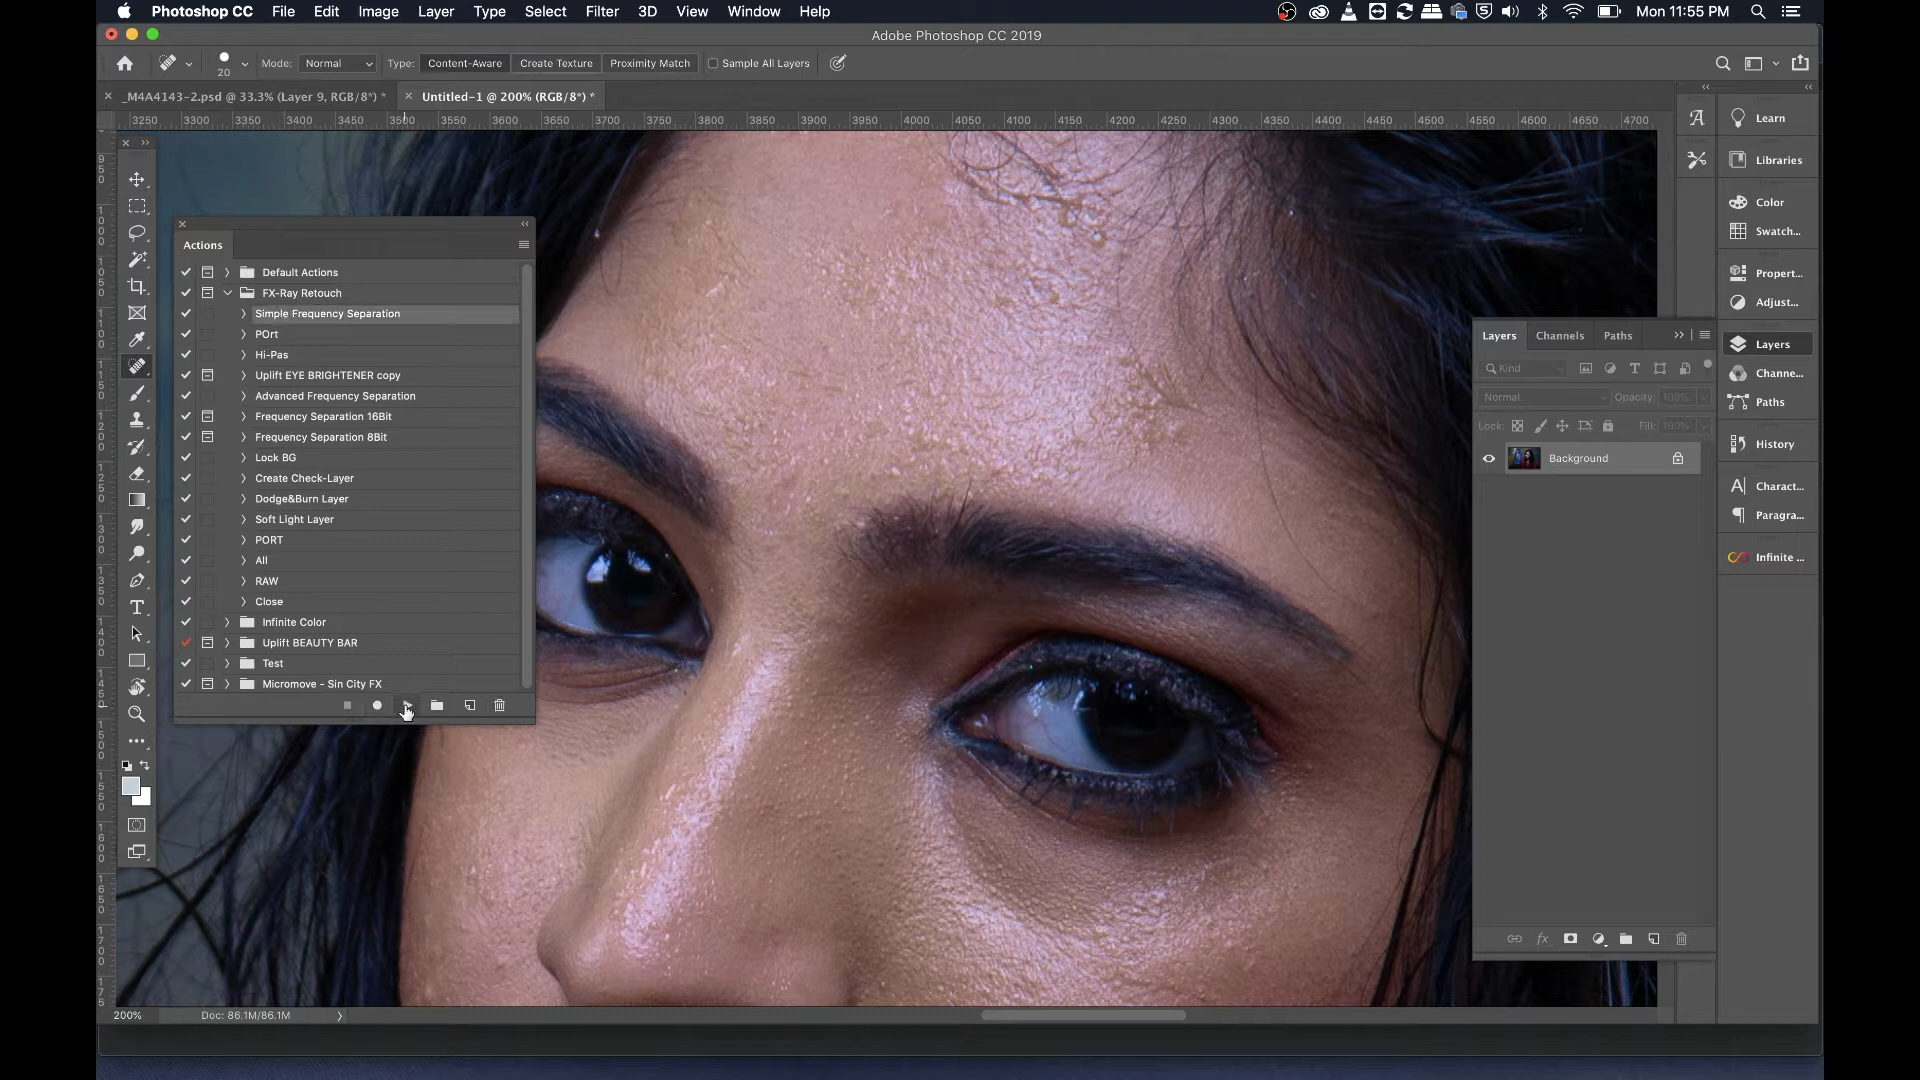 Photoshop CC File Edit Image Layer Type Select Filter 3D View Window Help Mon 11:55 PM
Adobe Photoshop CC 2019
20 Mode: Normal Type: Content-Aware Create Texture Proximity Match Sample All Layers
_M4A4143-2.psd @ 33.3% (Layer 9, RGB/8*) * Untitled-1 @ 200% (RGB/8*) *
3250 3300 3350 3400 3450 3500 3550 3600 3650 3700 3750 3800 3850 3900 3950 4000 4050 4100 4150 4200 4250 4300 4350 4400 4450 4500 4550 4600 4650 4700
Actions
Default Actions
FX-Ray Retouch
Simple Frequency Separation
POrt
Hi-Pas
Uplift EYE BRIGHTENER copy
Advanced Frequency Separation
Frequency Separation 16Bit
Frequency Separation 8Bit
Lock BG
Create Check-Layer
Dodge&Burn Layer
Soft Light Layer
PORT
All
RAW
Close
Infinite Color
Uplift BEAUTY BAR
Test
Micromove - Sin City FX
Layers Channels Paths
Kind
Normal Opacity: 100%
Lock: Fill: 100%
Background
Learn
Libraries
Color
Swatch...
Propert...
Adjust...
Layers
Channe...
Paths
History
Charact...
Paragra...
Infinite ...
200% Doc: 86.1M/86.1M